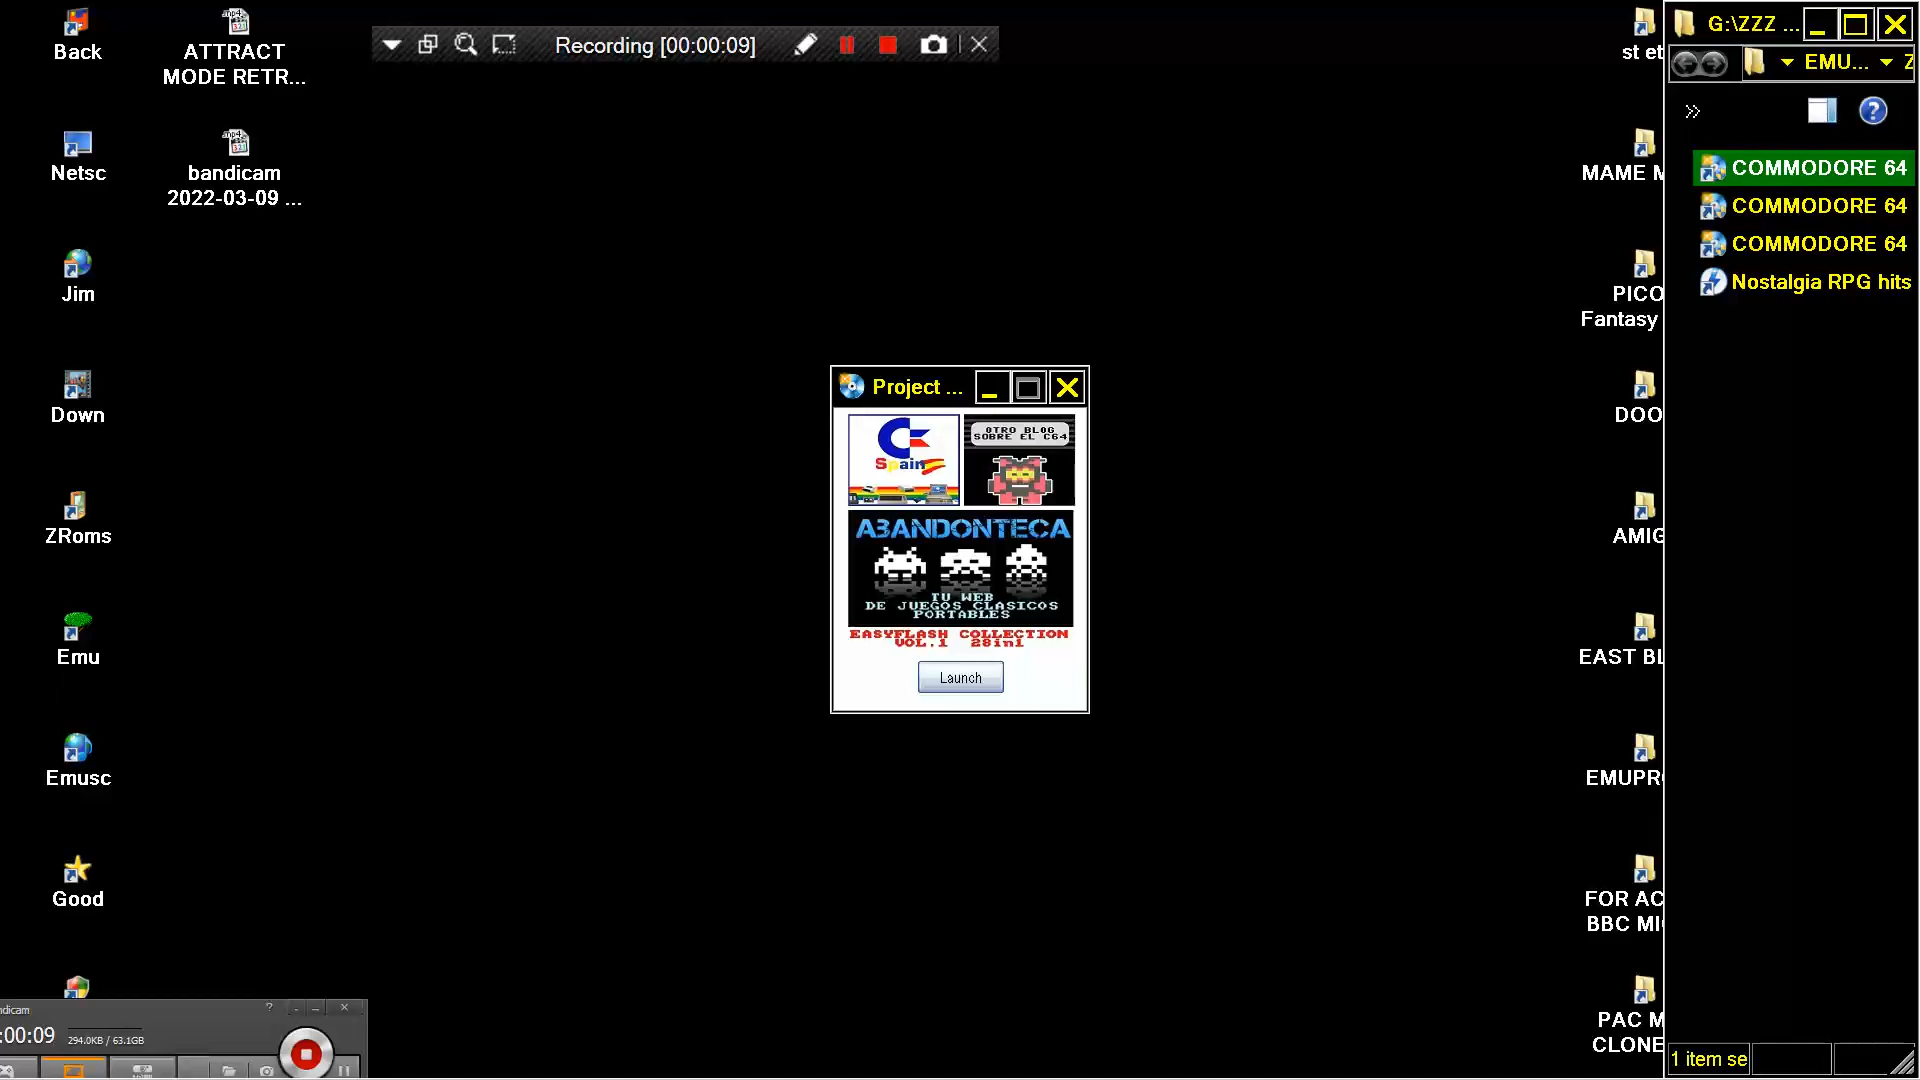 Back
ATTRACT
MODE RETR...
Netsc
bandicam
2022-03-09 ...
Jim
Down
ZRoms
Emu
Emusc
Good
Recording [00:00:09]
Project ...
Spain
OTRO BLOG
SOBRE EL C64
ABANDONTECA
TU WEB
DE JUEGOS CLASICOS
PORTABLES
EASYFLASH COLLECTION
VOL.1 28in1
Launch
st et
MAME M
PICO
Fantasy
DOO
AMIG
EAST BL
EMUPR
FOR AC
BBC MI
PAC M
CLONE
G:\ZZZ ...
EMU...
Z
COMMODORE 64
COMMODORE 64
COMMODORE 64
Nostalgia RPG hits
1 item se
dicam
:00:09
294.0KB / 63.1GB